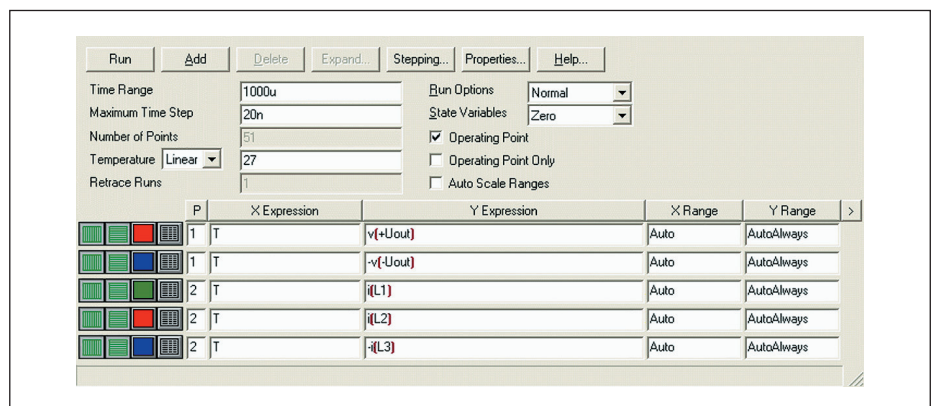 Run Add Delete Expand... Stepping... Properties... Help...
Time Range 1000u Run Options Normal
Maximum Time Step 20n State Variables Zero
Number of Points 51 Operating Point
Temperature Linear 27 Operating Point Only
Retrace Runs 1 Auto Scale Ranges
P X Expression Y Expression X Range Y Range >
1 T v(+Uout) Auto AutoAlways
1 T -v(-Uout) Auto AutoAlways
2 T i(L1) Auto AutoAlways
2 T i(L2) Auto AutoAlways
2 T -i(L3) Auto AutoAlways